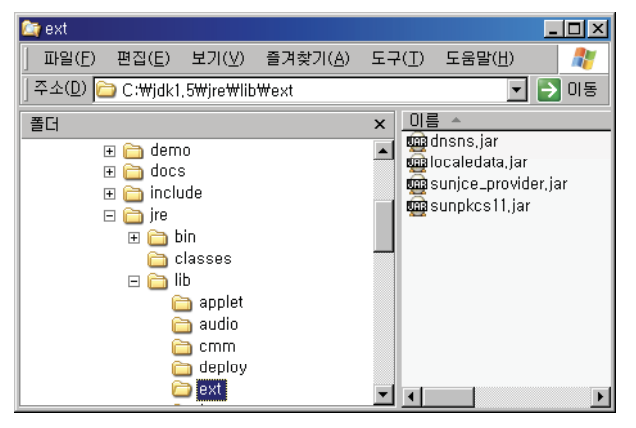 ext
파일(F) 편집(E) 보기(V) 즐겨찾기(A) 도구(T) 도움말(H)
주소(D) C:₩jdk1.5₩jre₩lib₩ext 이동
폴더
이름
demo
docs
include
jre
bin
classes
lib
applet
audio
cmm
deploy
ext
dnsns.jar
localedata.jar
sunjce_provider.jar
sunpkcs11.jar